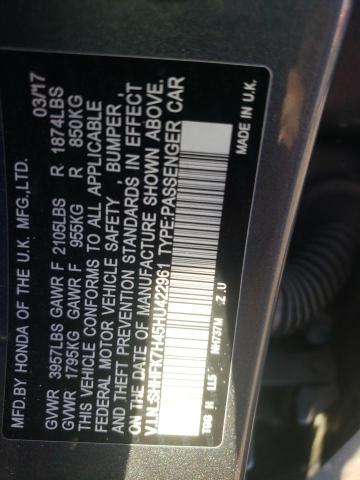 MFD.BY HONDA OF THE U.K. MFG.,LTD. 03/17
GVWR 3957LBS GAWR F 2105LBS R 1874LBS
GVWR 1795KG GAWR F 955KG R 850KG
THIS VEHICLE CONFORMS TO ALL APPLICABLE
FEDERAL MOTOR VEHICLE SAFETY , BUMPER ,
AND THEFT PREVENTION STANDARDS IN EFFECT
ON THE DATE OF MANUFACTURE SHOWN ABOVE.
V.I.N. SHHFK7H45HU422961 TYPE:PASSENGER CAR
NH737M .Z .U MADE IN U.K.